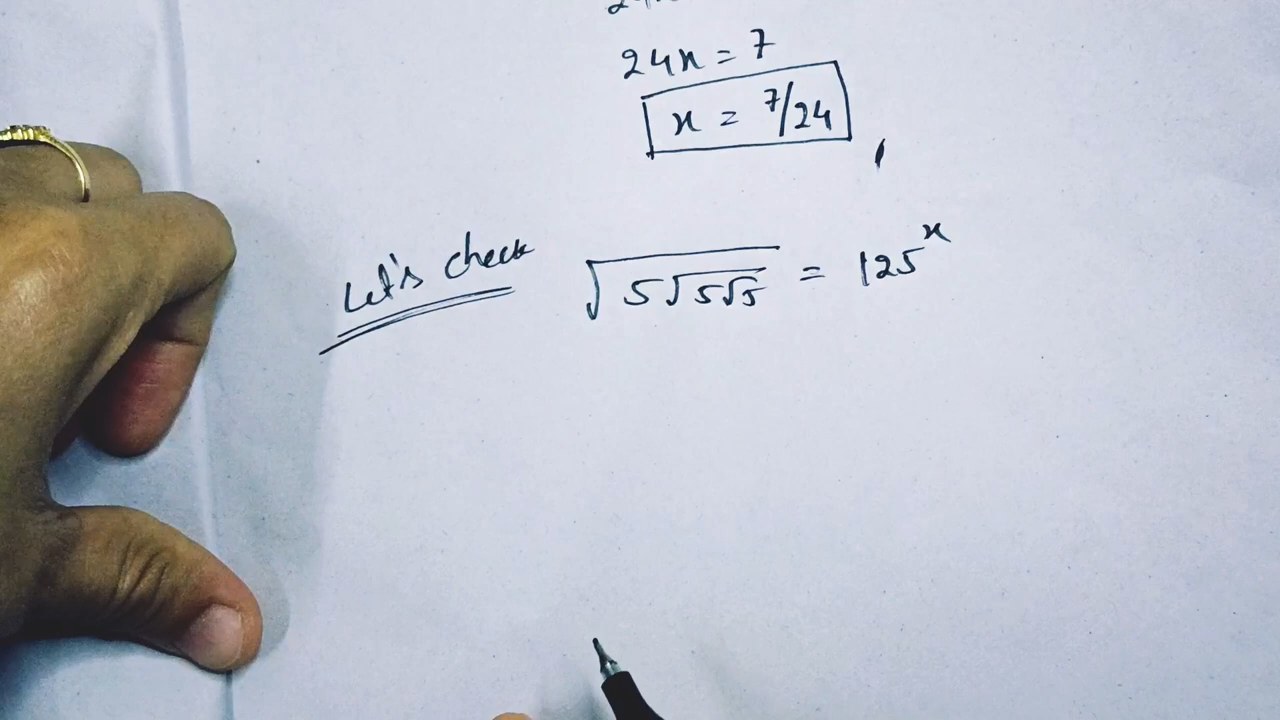 24x = 7
x = 7/24
Let's check √(5√(5√5)) = 125^x